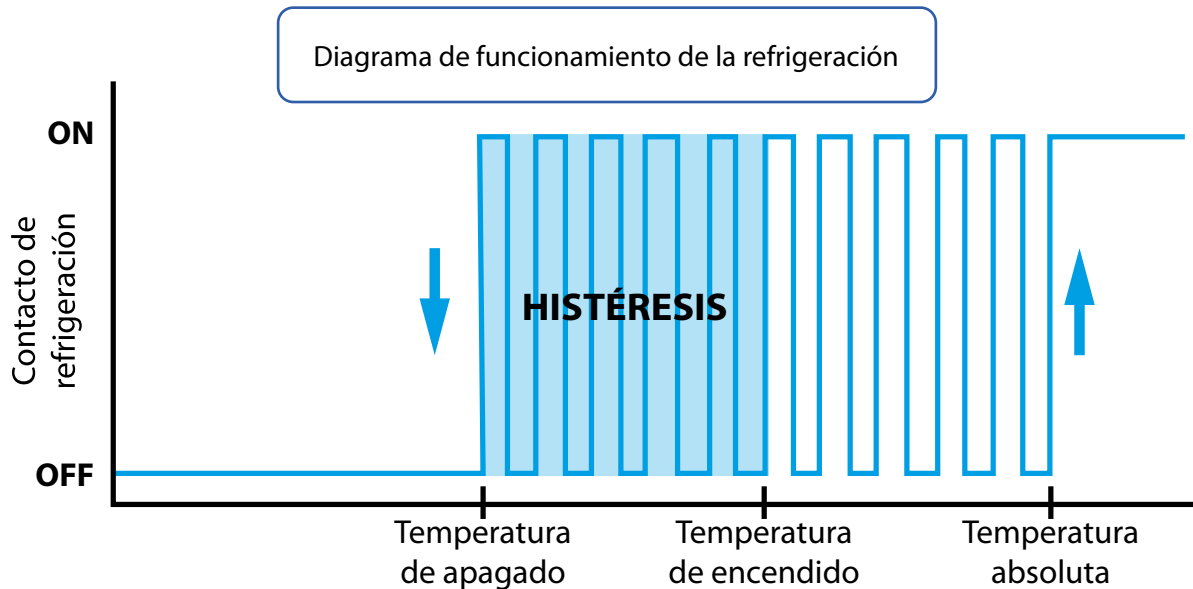 Diagrama de funcionamiento de la refrigeración
ON
Contacto de
refrigeración
HISTÉRESIS
OFF
Temperatura
de apagado
Temperatura
de encendido
Temperatura
absoluta